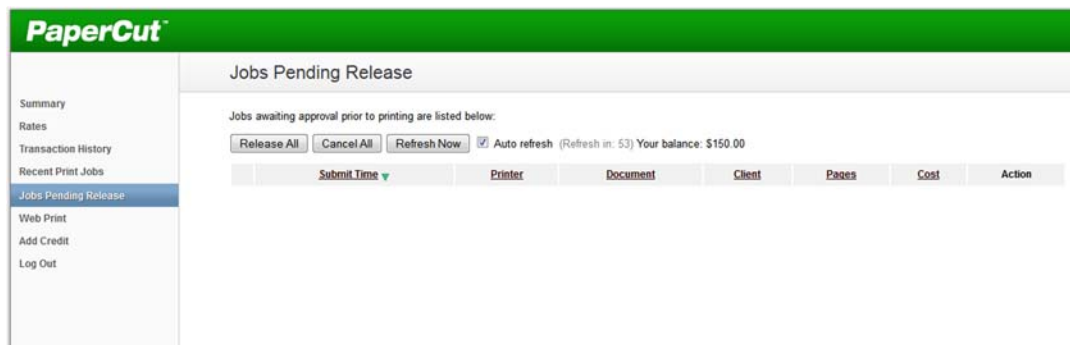 PaperCut™
Jobs Pending Release
Summary
Rates
Transaction History
Recent Print Jobs
Jobs Pending Release
Web Print
Add Credit
Log Out
Jobs awaiting approval prior to printing are listed below:
Release All Cancel All Refresh Now Auto refresh (Refresh in: 53) Your balance: $150.00
Submit Time Printer Document Client Pages Cost Action